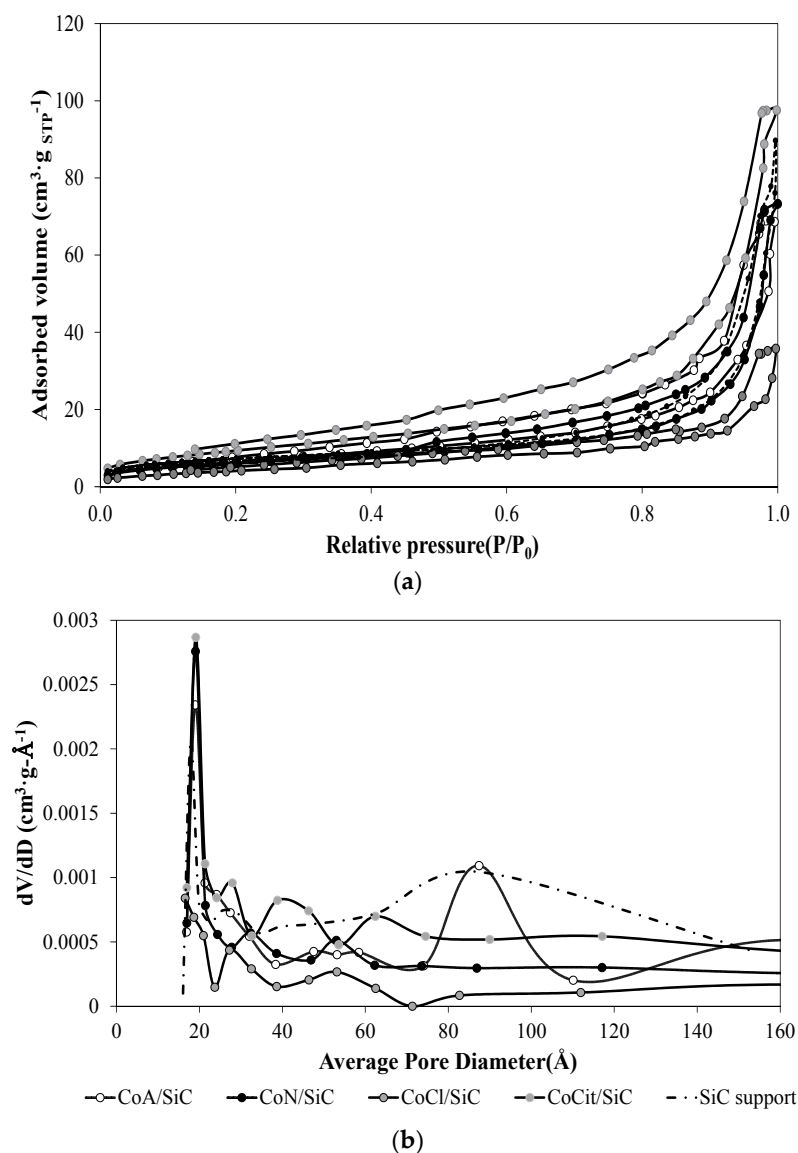 120
100
80
60
40
20
0
Adsorbed volume (cm³·g STP⁻¹)
0.0 0.2 0.4 0.6 0.8 1.0
Relative pressure(P/P₀)
(a)
0.003
0.0025
0.002
0.0015
0.001
0.0005
0
dV/dD (cm³·g-Å⁻¹)
0 20 40 60 80 100 120 140 160
Average Pore Diameter(Å)
CoA/SiC CoN/SiC CoCl/SiC CoCit/SiC SiC support
(b)